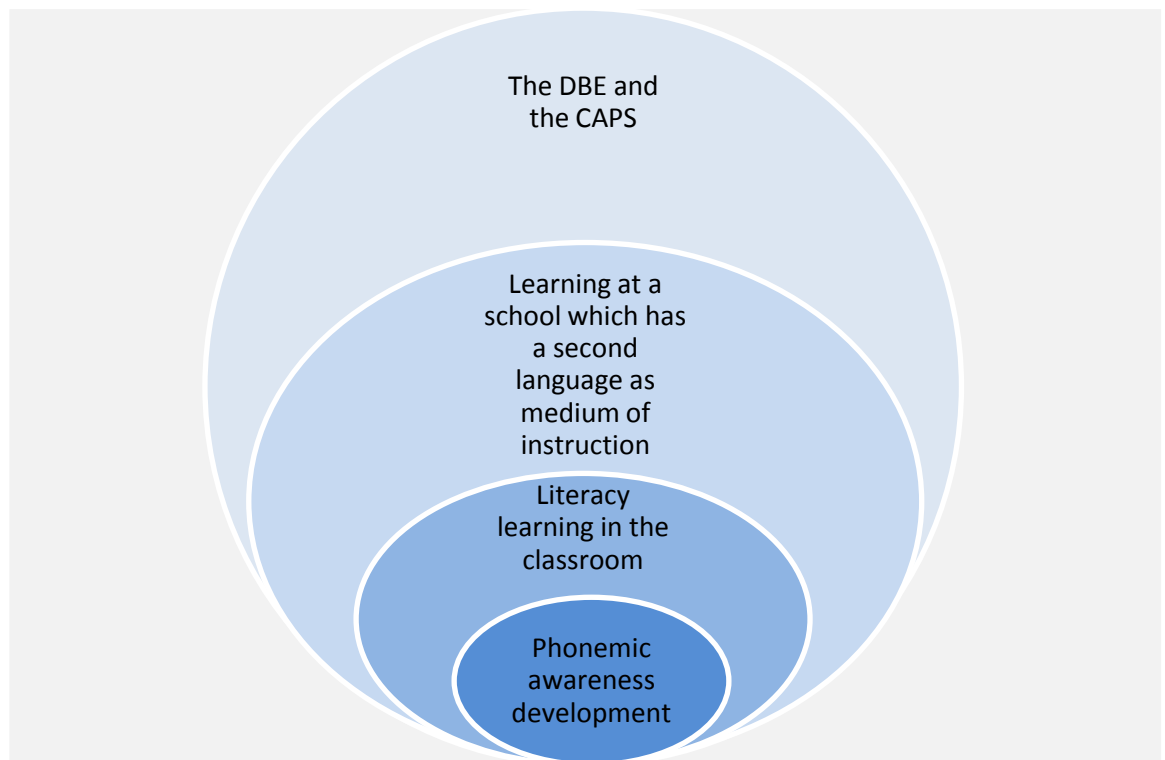 The DBE and
the CAPS
Learning at a
school which has
a second
language as
medium of
instruction
Literacy
learning in the
classroom
Phonemic
awareness
development